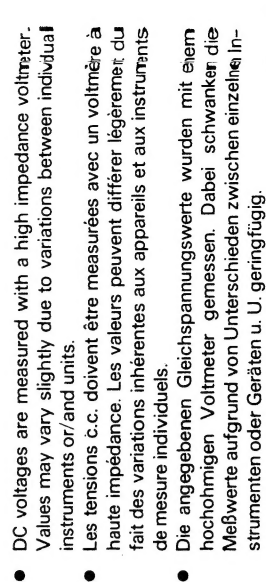 ● DC voltages are measured with a high impedance voltmeter.
Values may vary slightly due to variations between individual
instruments or/and units.
● Les tensions c.c. doivent être measurées avec un voltmère à
haute impédance. Les valeurs peuvent différer légèrement du
fait des variations inhérentes aux appareils et aux instruments
de mesure individuels.
● Die angegebenen Gleichspannungswerte wurden mit einem
hochohmigen Voltmeter gemessen. Dabei schwanken die
Meßwerte aufgrund von Unterschieden zwischen einzelnen In-
strumenten oder Geräten u. U. geringfügig.